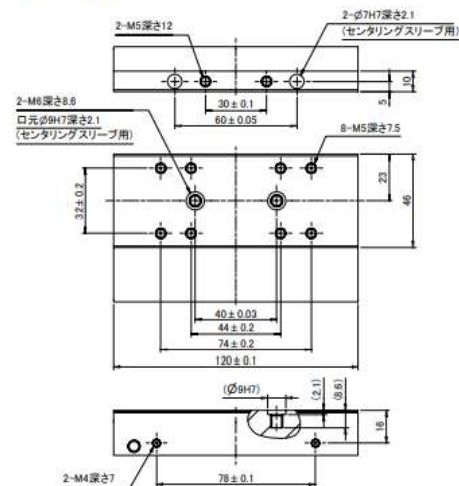 2-M5深さ12
2-Ø7H7深さ2.1
(センタリングスリーブ用)
10
5
30±0.1
60±0.05
2-M6深さ8.6
口元Ø9H7深さ2.1
(センタリングスリーブ用)
8-M5深さ7.5
32±0.2
23
46
40±0.03
44±0.2
74±0.2
120±0.1
(Ø9H7)
(2.1)
(8.6)
16
2-M4深さ7
78±0.1